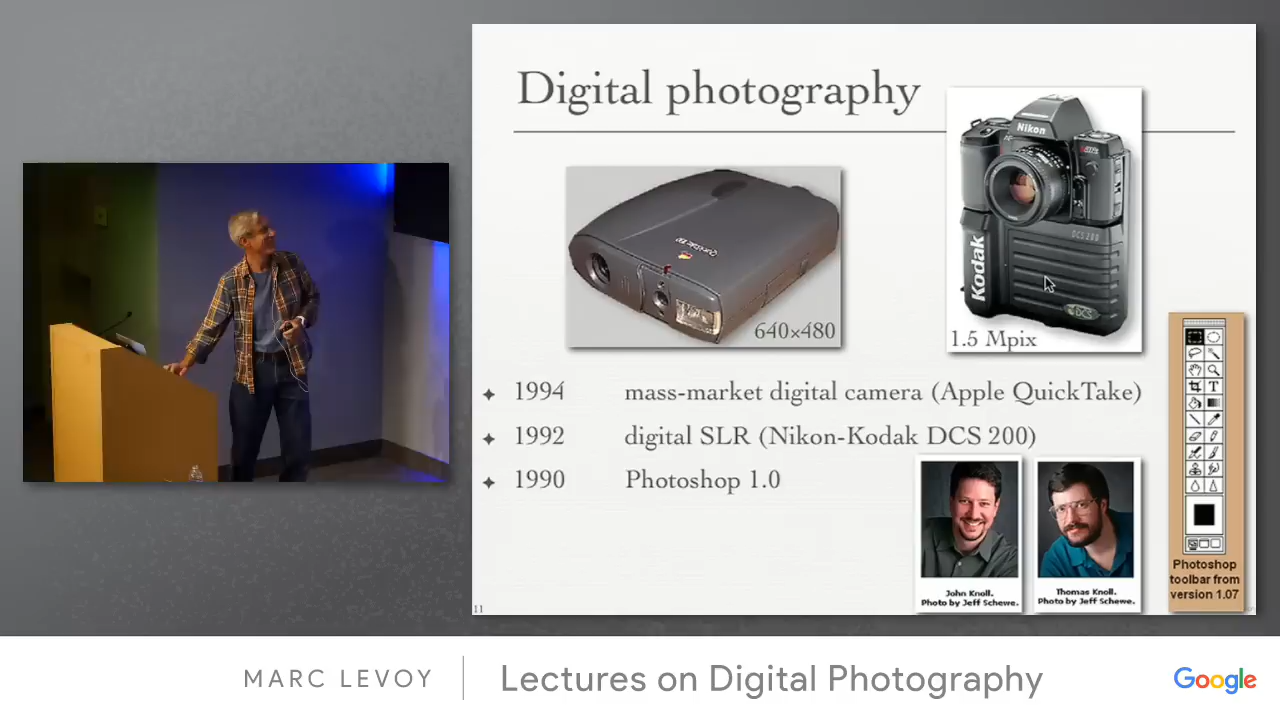 Digital photography
Nikon
DCS 200
Kodak
640×480
1.5 Mpix
1994 mass-market digital camera (Apple QuickTake)
1992 digital SLR (Nikon-Kodak DCS 200)
1990 Photoshop 1.0
T
John Knoll.
Photo by Jeff Schewe.
Thomas Knoll.
Photo by Jeff Schewe.
Photoshop
toolbar from
version 1.07
11
MARC LEVOY
Lectures on Digital Photography
Google